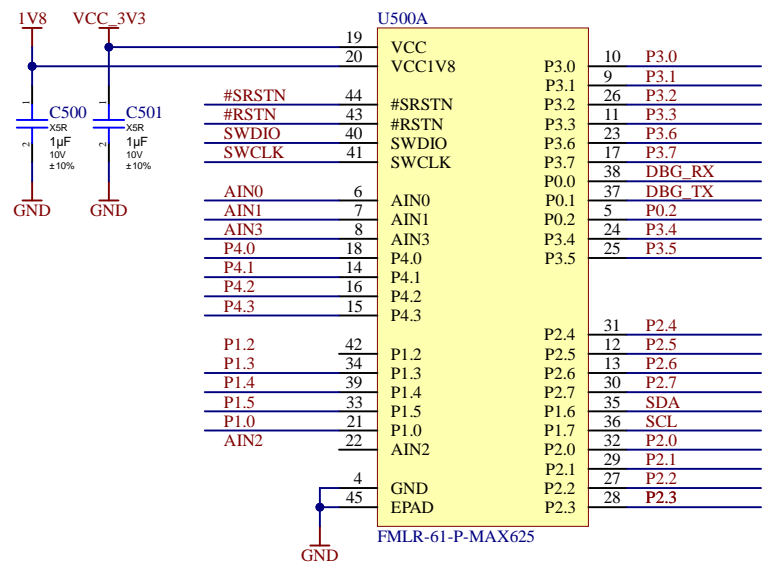 1V8 VCC_3V3 U500A
19 VCC
20 VCC1V8 P3.0 10 P3.0
P3.1 9 P3.1
#SRSTN 44 #SRSTN P3.2 26 P3.2
#RSTN 43 #RSTN P3.3 11 P3.3
SWDIO 40 SWDIO P3.6 23 P3.6
SWCLK 41 SWCLK P3.7 17 P3.7
P0.0 38 DBG_RX
AIN0 6 AIN0 P0.1 37 DBG_TX
AIN1 7 AIN1 P0.2 5 P0.2
AIN3 8 AIN3 P3.4 24 P3.4
P4.0 18 P4.0 P3.5 25 P3.5
P4.1 14 P4.1
P4.2 16 P4.2
P4.3 15 P4.3
P2.4 31 P2.4
P1.2 42 P1.2 P2.5 12 P2.5
P1.3 34 P1.3 P2.6 13 P2.6
P1.4 39 P1.4 P2.7 30 P2.7
P1.5 33 P1.5 P1.6 35 SDA
P1.0 21 P1.0 P1.7 36 SCL
AIN2 22 AIN2 P2.0 32 P2.0
P2.1 29 P2.1
4 GND P2.2 27 P2.2
45 EPAD P2.3 28 P2.3
GND FMLR-61-P-MAX625
1 C500 1 C501
X5R X5R
1µF 1µF
2 10V 2 10V
±10% ±10%
GND GND